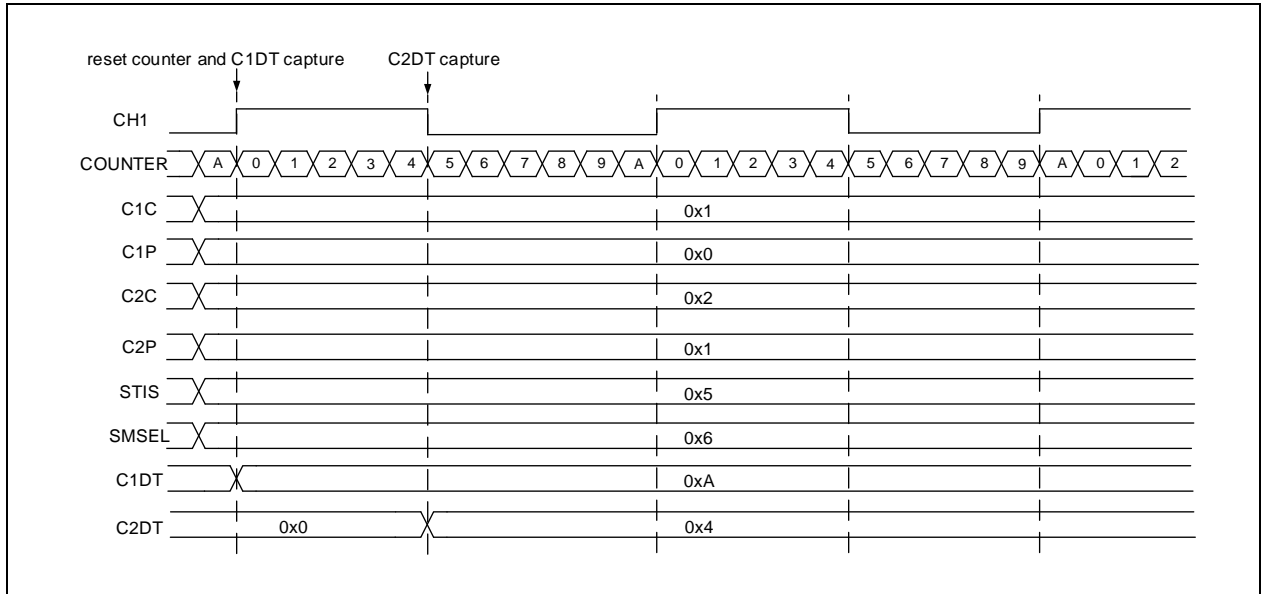 reset counter and C1DT capture C2DT capture
CH1
COUNTER A 0 1 2 3 4 5 6 7 8 9 A 0 1 2 3 4 5 6 7 8 9 A 0 1 2
C1C 0x1
C1P 0x0
C2C 0x2
C2P 0x1
STIS 0x5
SMSEL 0x6
C1DT 0xA
C2DT 0x0 0x4